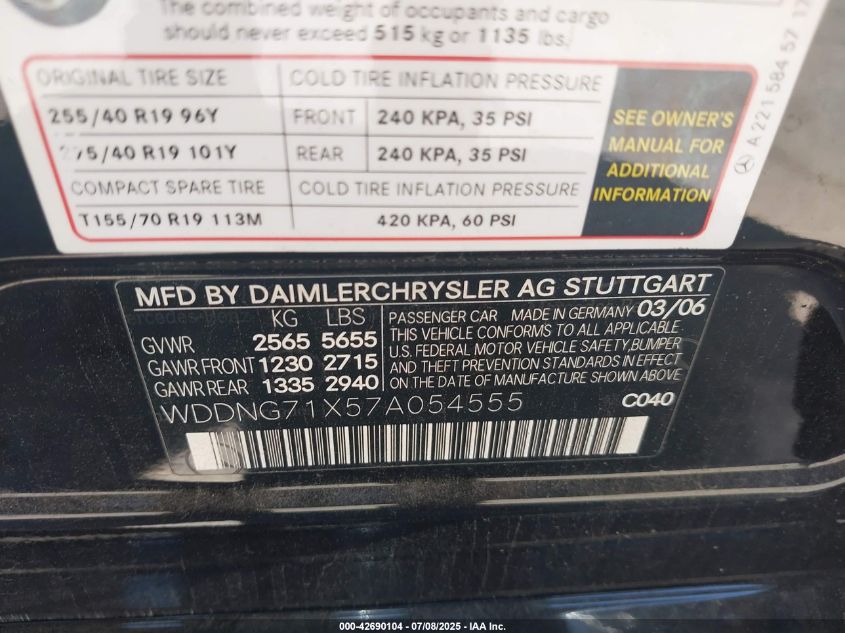 The combined weight of occupants and cargo
should never exceed 515 kg or 1135 lbs.
ORIGINAL TIRE SIZE COLD TIRE INFLATION PRESSURE
255/40 R19 96Y FRONT 240 KPA, 35 PSI
/40 R19 101Y REAR 240 KPA, 35 PSI
COMPACT SPARE TIRE COLD TIRE INFLATION PRESSURE
T155/70 R19 113M 420 KPA, 60 PSI
SEE OWNER'S
MANUAL FOR
ADDITIONAL
INFORMATION
A 221 584 57 17
MFD BY DAIMLERCHRYSLER AG STUTTGART
KG LBS
GVWR 2565 5655
GAWR FRONT 1230 2715
GAWR REAR 1335 2940
PASSENGER CAR MADE IN GERMANY 03/06
THIS VEHICLE CONFORMS TO ALL APPLICABLE
U.S. FEDERAL MOTOR VEHICLE SAFETY, BUMPER
AND THEFT PREVENTION STANDARDS IN EFFECT
ON THE DATE OF MANUFACTURE SHOWN ABOVE
WDDNG71X57A054555 C040
000-42690104 - 07/08/2025 - IAA Inc.